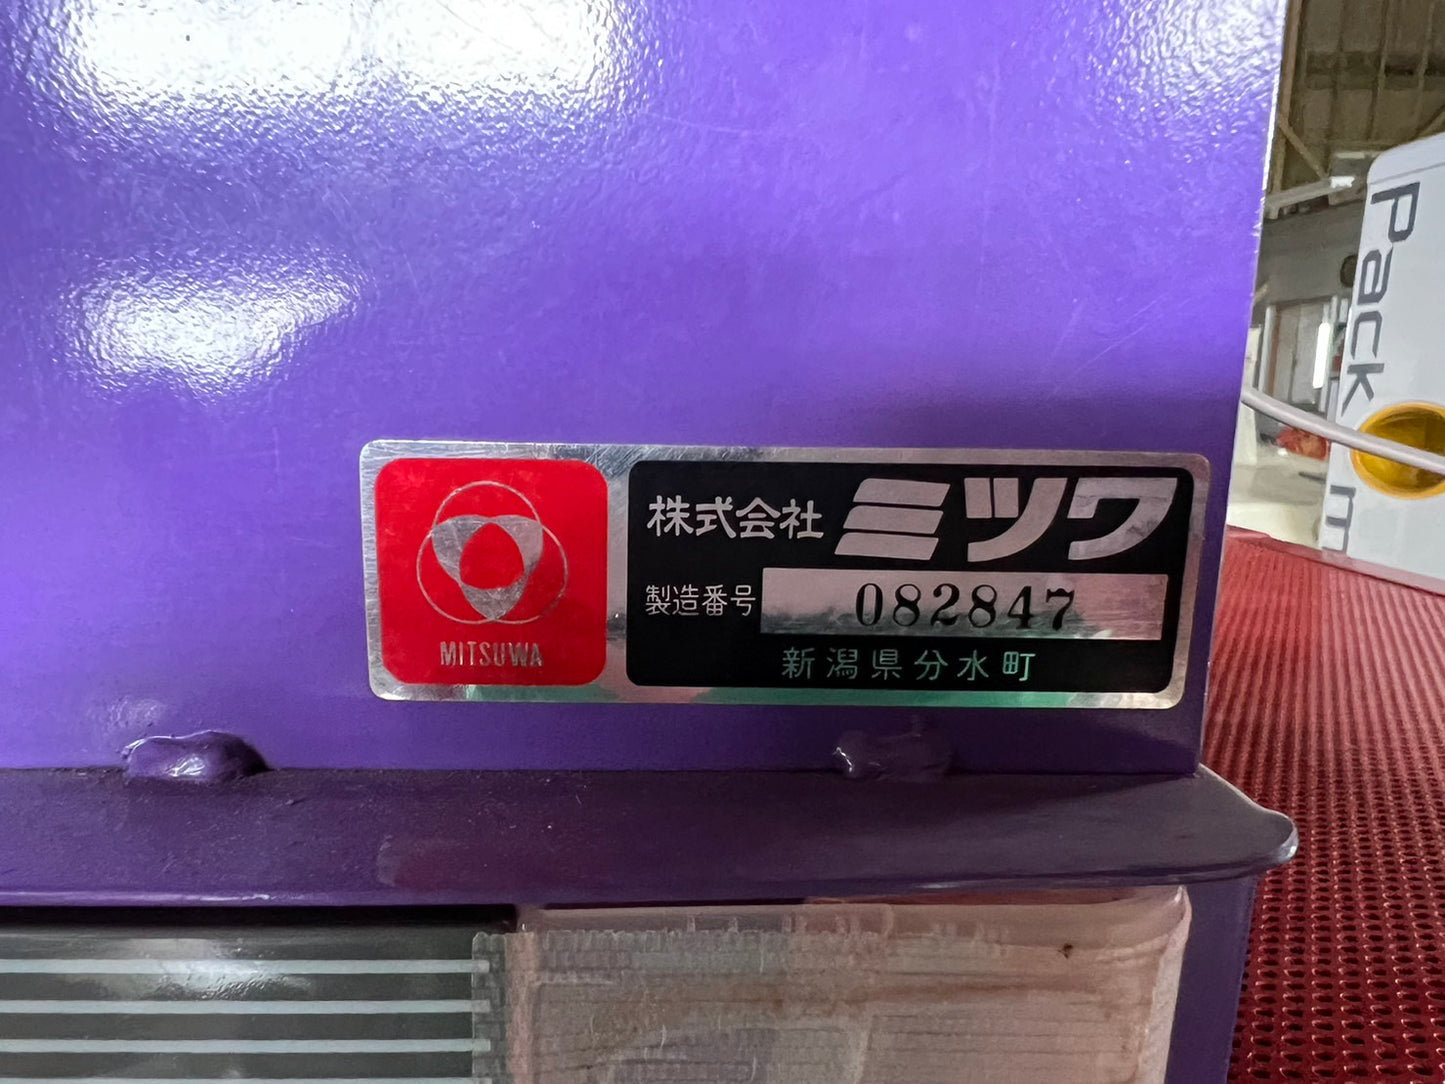 株式会社 ミツワ
製造番号 082847
新潟県分水町
MITSUWA
Pack m